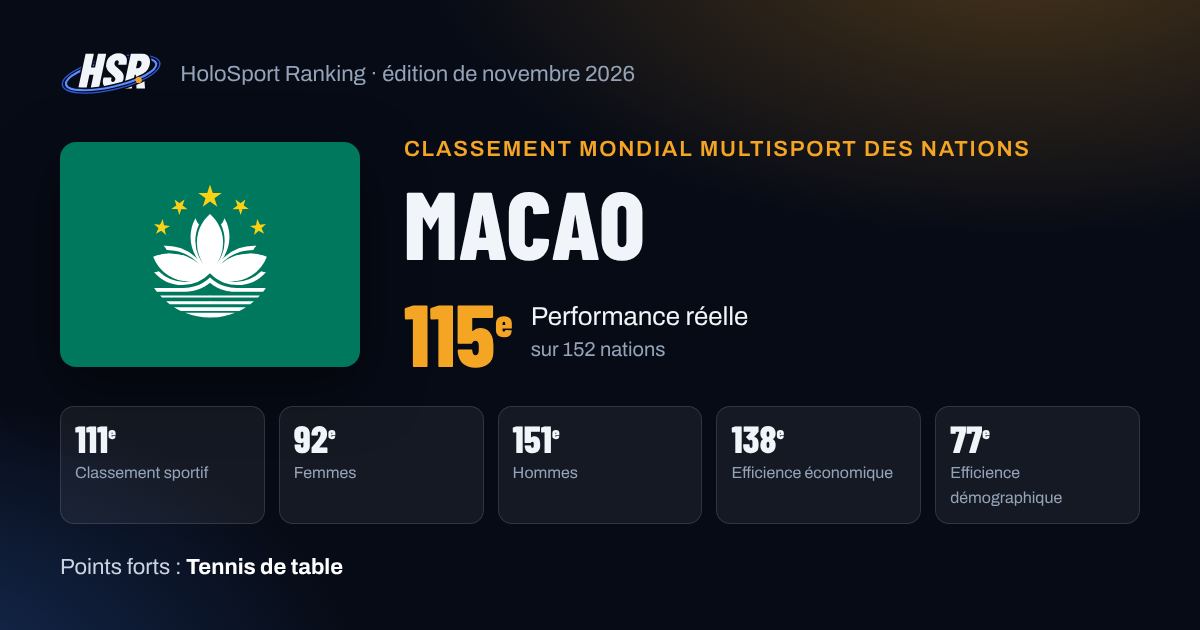 HSR
HoloSport Ranking · édition de novembre 2026
CLASSEMENT MONDIAL MULTISPORT DES NATIONS
MACAO
115e
Performance réelle
sur 152 nations
111e
Classement sportif
92e
Femmes
151e
Hommes
138e
Efficience économique
77e
Efficience
démographique
Points forts : Tennis de table